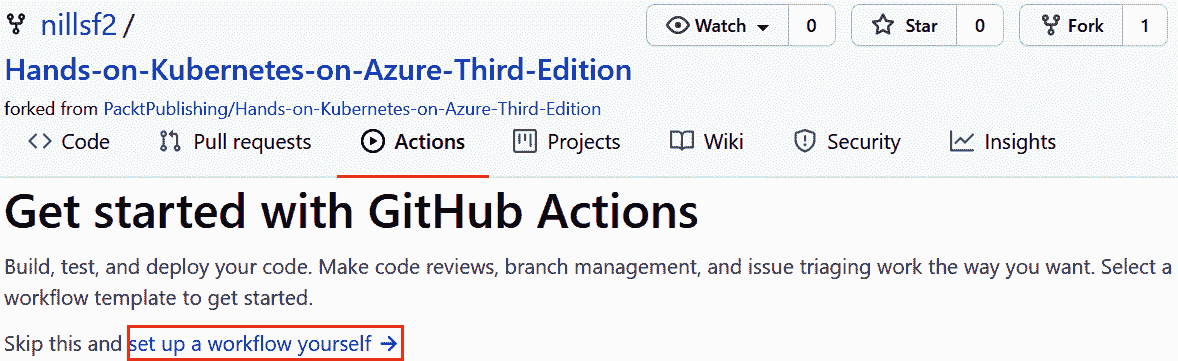 nillsf2 / Watch 0 Star 0 Fork 1
Hands-on-Kubernetes-on-Azure-Third-Edition
forked from PacktPublishing/Hands-on-Kubernetes-on-Azure-Third-Edition
Code Pull requests Actions Projects Wiki Security Insights
Get started with GitHub Actions
Build, test, and deploy your code. Make code reviews, branch management, and issue triaging work the way you want. Select a
workflow template to get started.
Skip this and set up a workflow yourself →